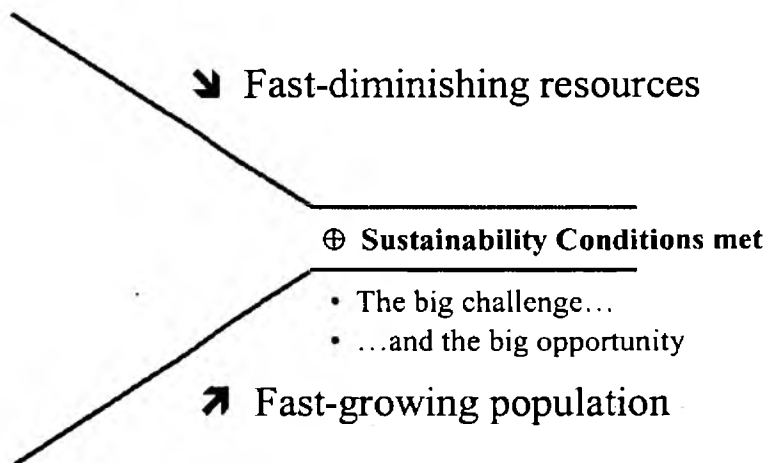 ↘ Fast-diminishing resources
⊕ Sustainability Conditions met
• The big challenge...
• ...and the big opportunity
↗ Fast-growing population